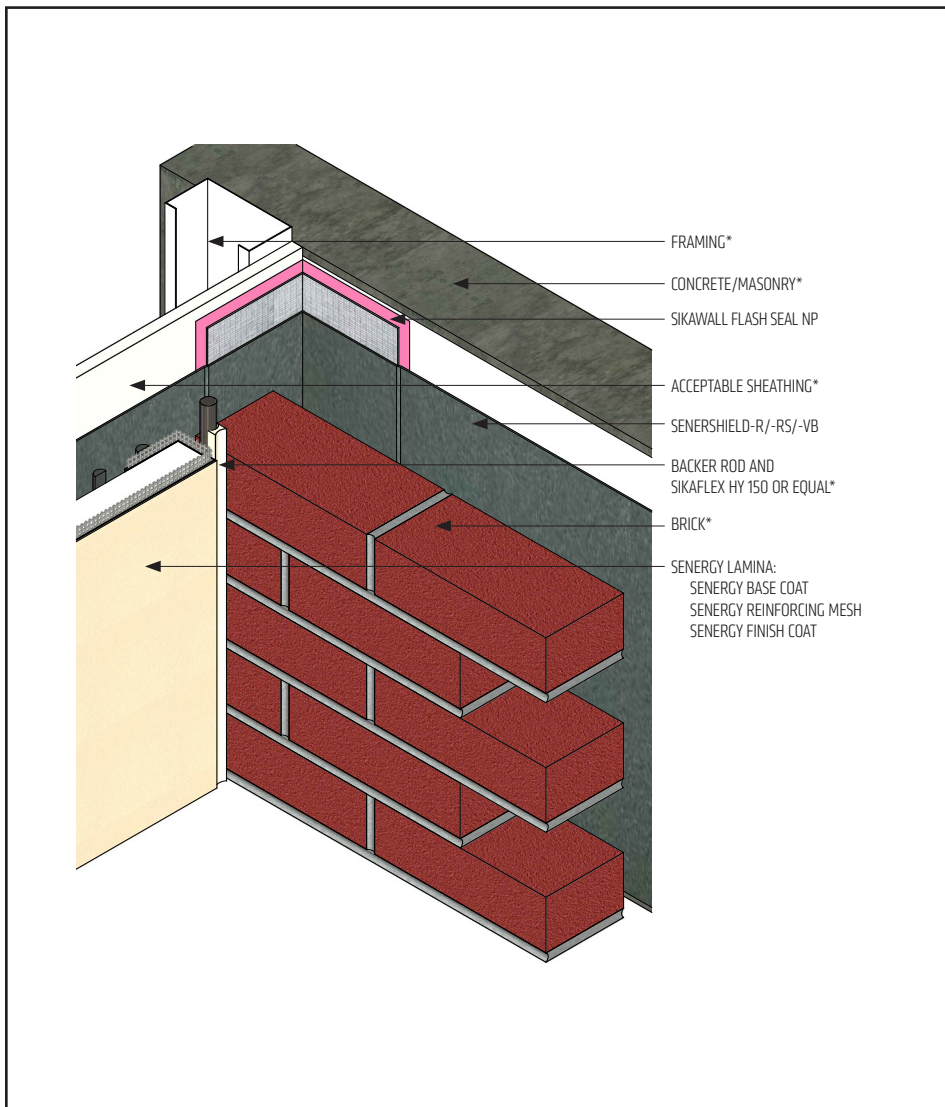 FRAMING*
CONCRETE/MASONRY*
SIKAWALL FLASH SEAL NP
ACCEPTABLE SHEATHING*
SENERSHIELD-R/-RS/-VB
BACKER ROD AND
SIKAFLEX HY 150 OR EQUAL*
BRICK*
SENERGY LAMINA:
SENERGY BASE COAT
SENERGY REINFORCING MESH
SENERGY FINISH COAT